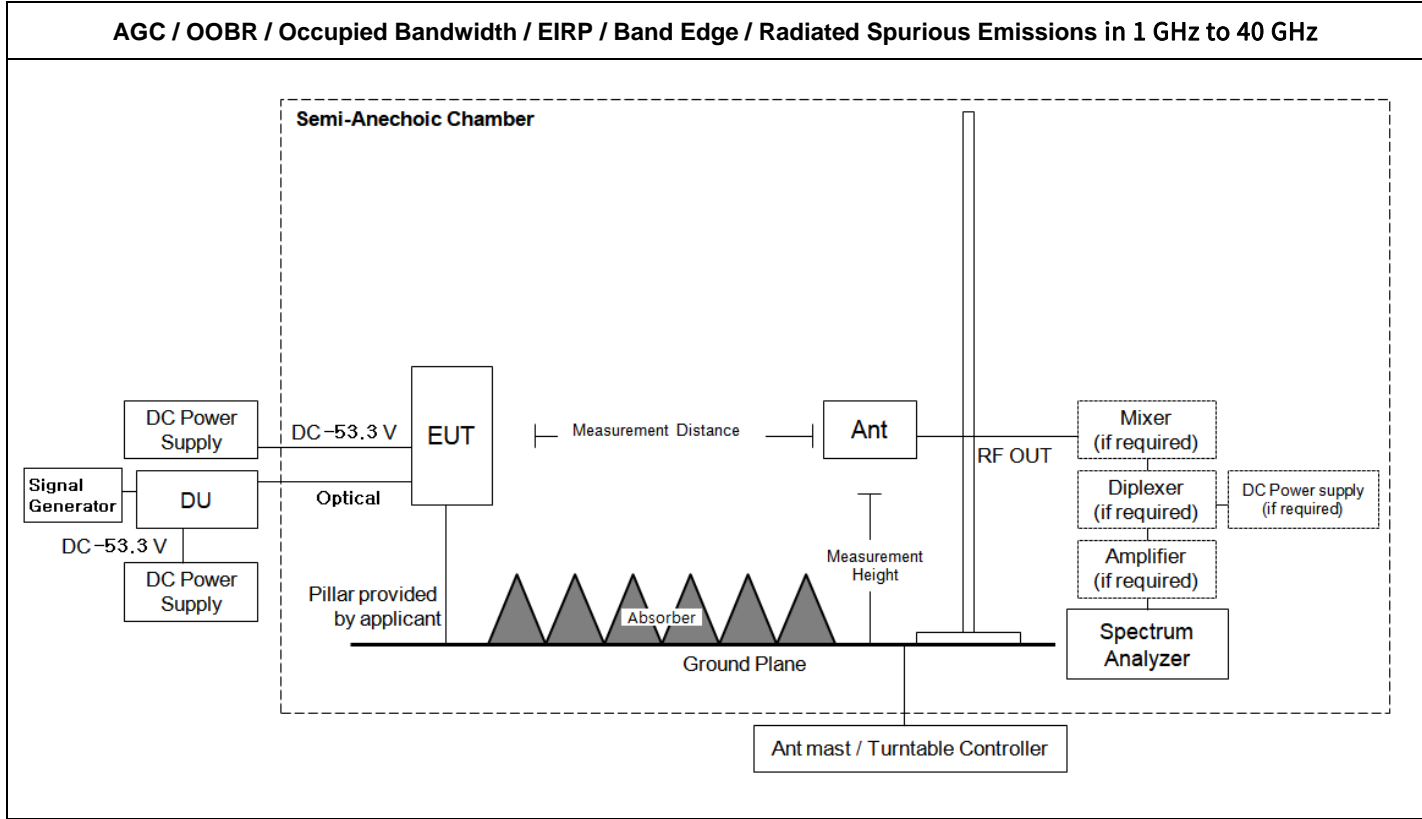 AGC / OOBR / Occupied Bandwidth / EIRP / Band Edge / Radiated Spurious Emissions in 1 GHz to 40 GHz
Semi-Anechoic Chamber
DC Power
Supply
DC-53.3 V
EUT
Measurement Distance
Ant
RF OUT
Mixer
(if required)
Signal
Generator
DU
Optical
Diplexer
(if required)
DC Power supply
(if required)
DC-53.3 V
DC Power
Supply
Measurement
Height
Amplifier
(if required)
Pillar provided
by applicant
Absorber
Spectrum
Analyzer
Ground Plane
Ant mast / Turntable Controller